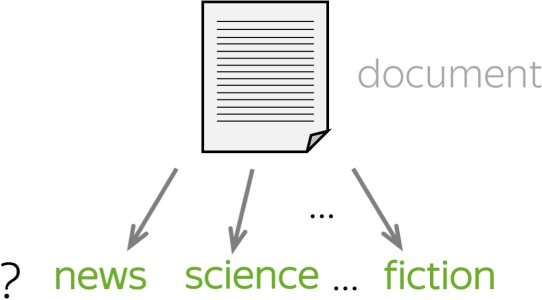 document
...
? news science ... fiction